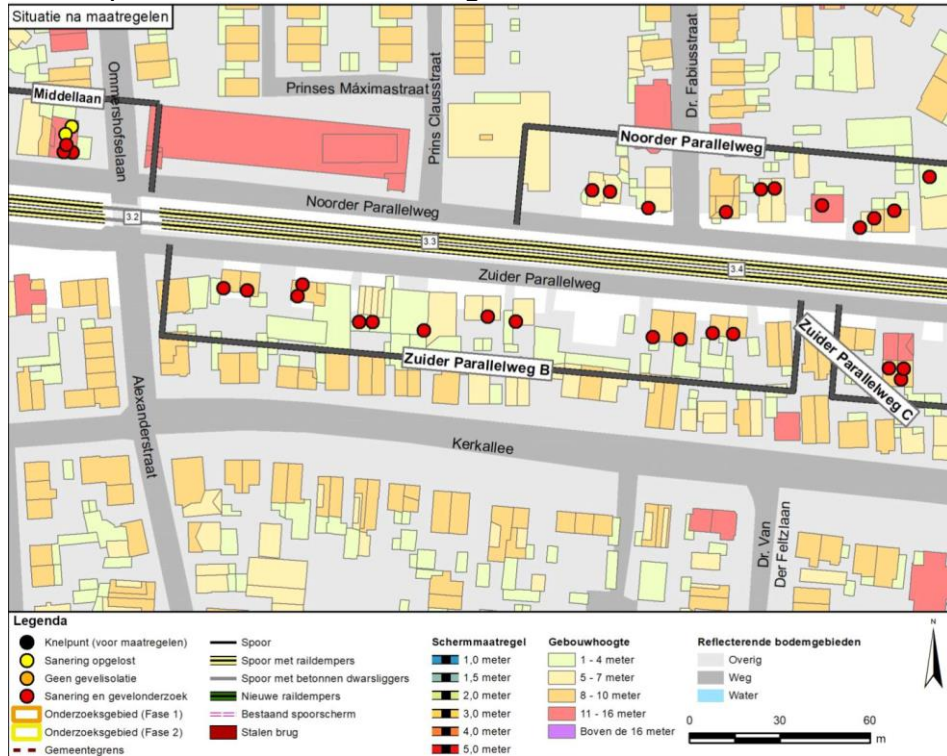 Situatie na maatregelen
Middellaan
Ommershofselaan
Prinses Máximastraat
Prins Clausstraat
Dr. Fabiusstraat
Noorder Parallelweg
Noorder Parallelweg
3.2
3.3
3.4
Zuider Parallelweg
Zuider Parallelweg B
Zuider Parallelweg C
Alexanderstraat
Kerkallee
Dr. Van
Der Feltzlaan
Legenda
Knelpunt (voor maatregelen)
Sanering opgelost
Geen gevelisolatie
Sanering en gevelonderzoek
Onderzoeksgebied (Fase 1)
Onderzoeksgebied (Fase 2)
Gemeentegrens
Spoor
Spoor met raildempers
Spoor met betonnen dwarsliggers
Nieuwe raildempers
Bestaand spoorscherm
Stalen brug
Schermmaatregel
1,0 meter
1,5 meter
2,0 meter
3,0 meter
4,0 meter
5,0 meter
Gebouwhoogte
1 - 4 meter
5 - 7 meter
8 - 10 meter
11 - 16 meter
Boven de 16 meter
Reflecterende bodemgebieden
Overig
Weg
Water
N
0 30 60
m